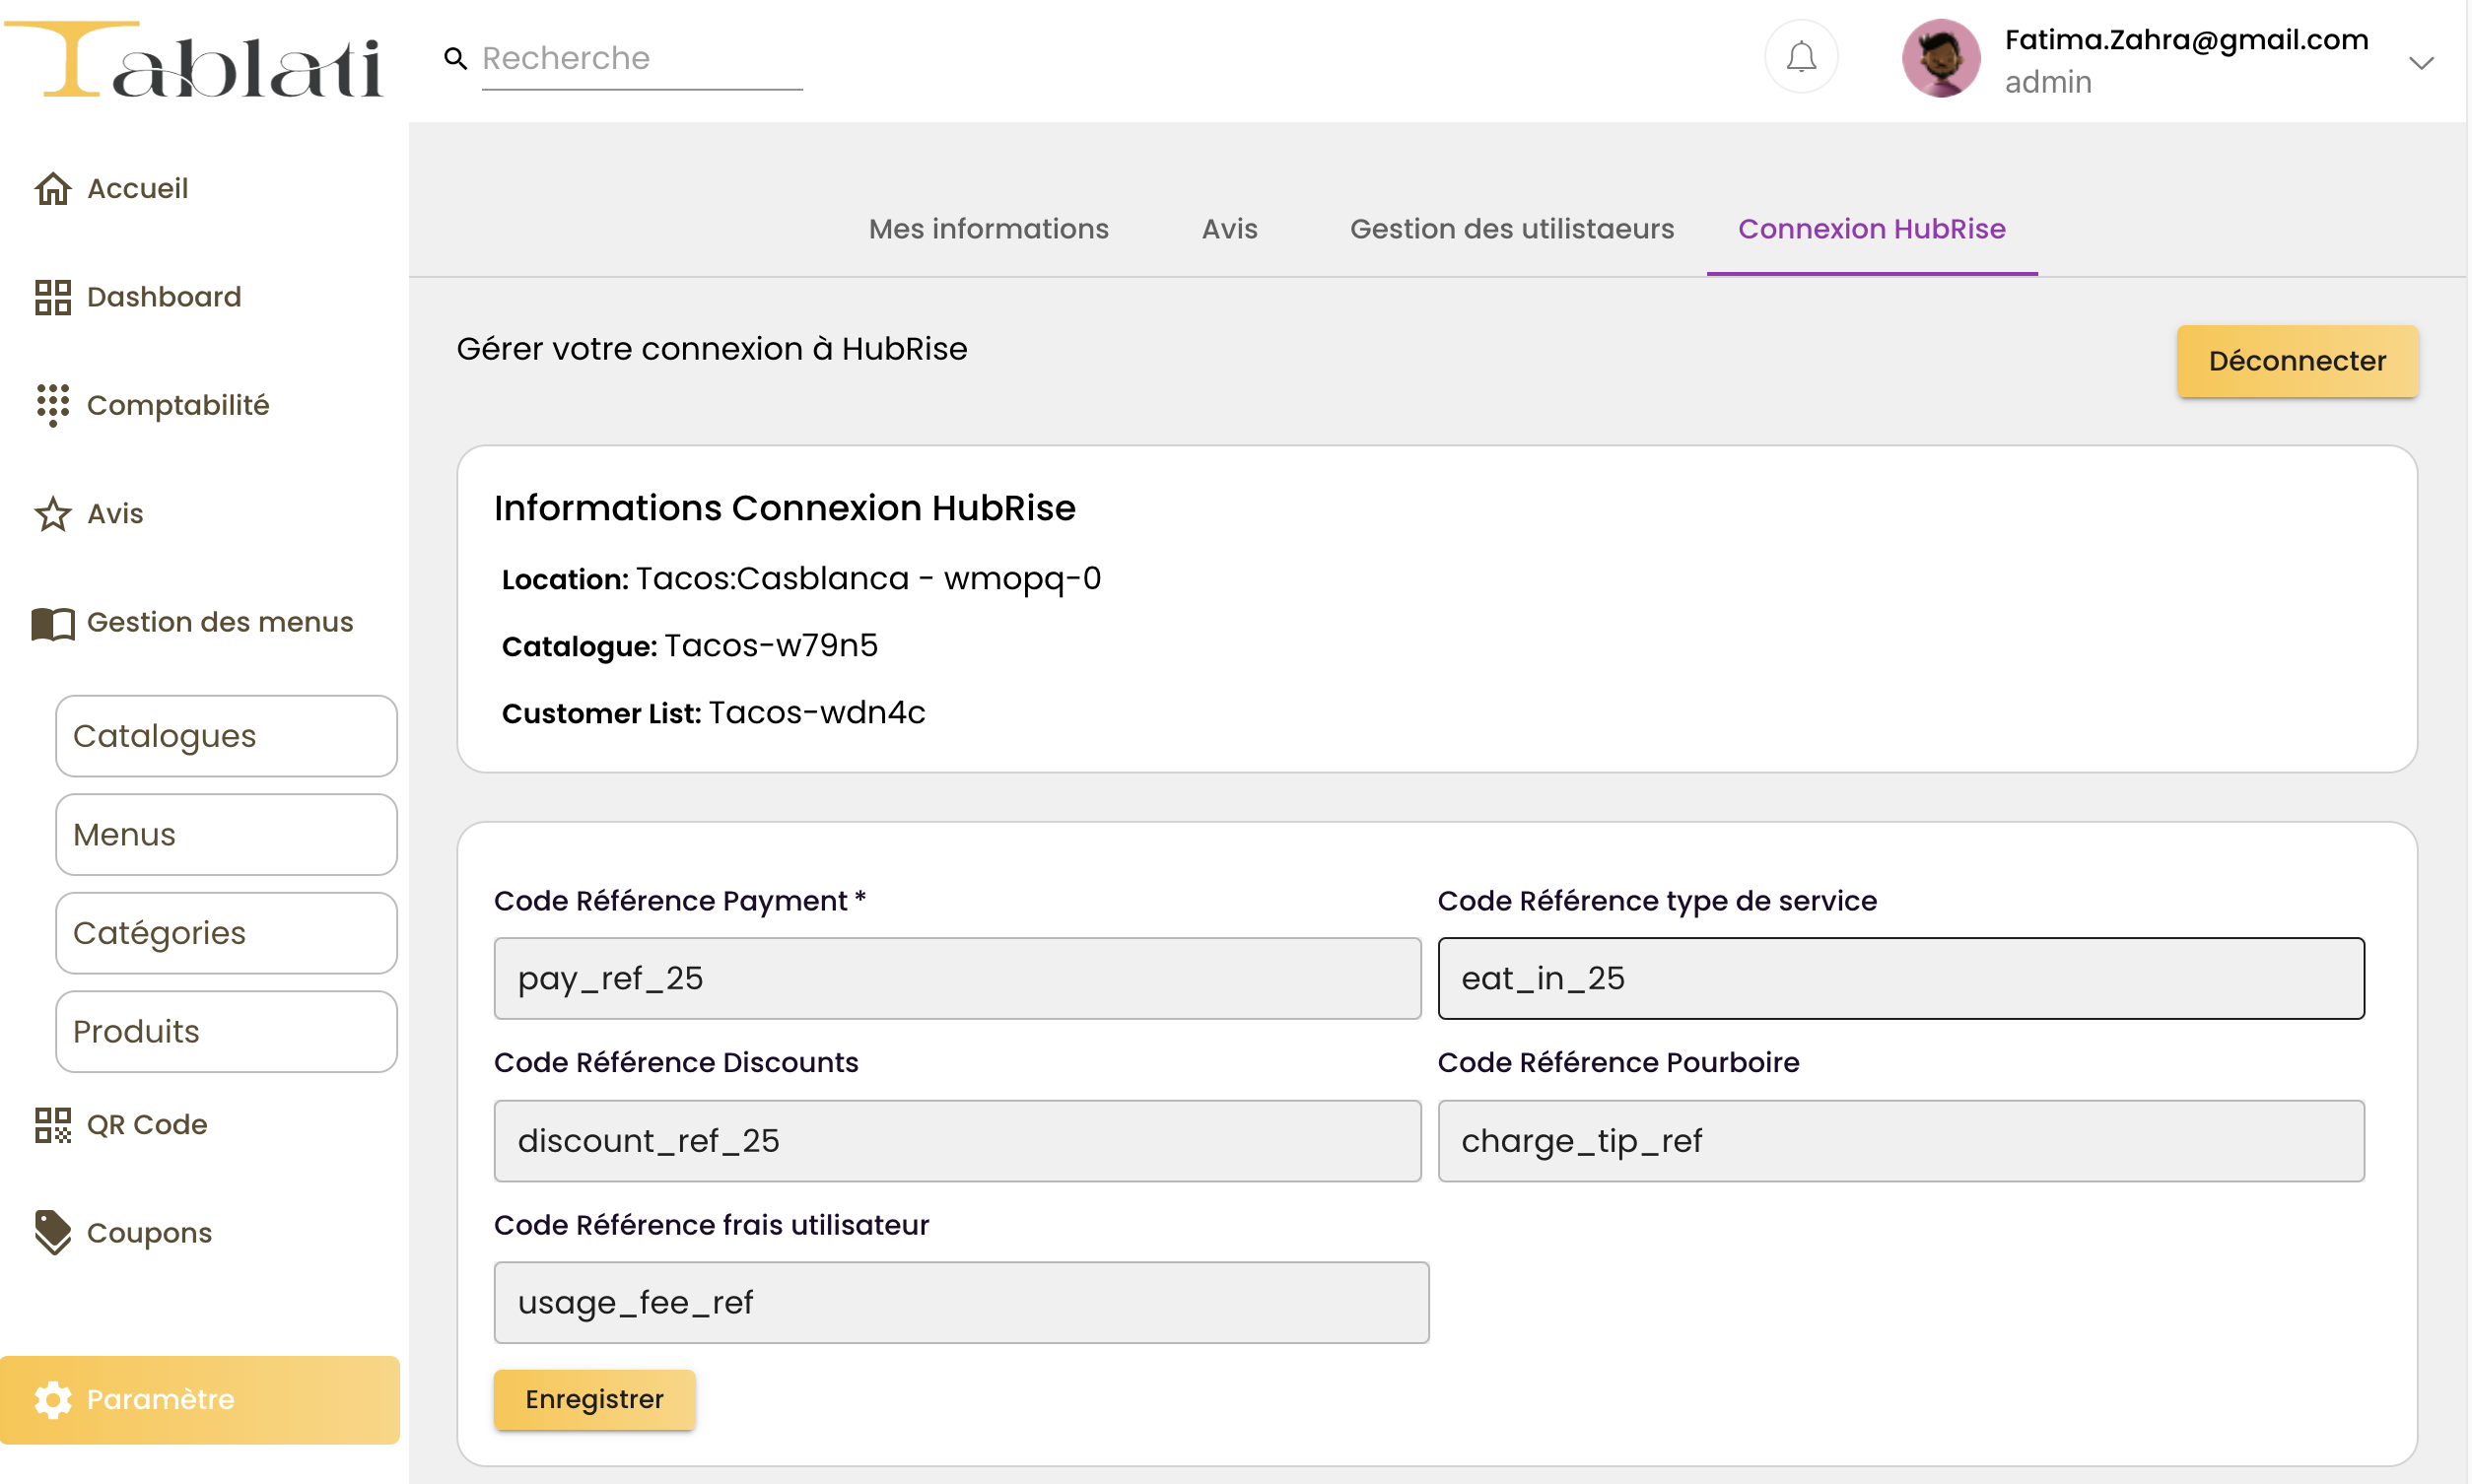 Tablati
Recherche
Fatima.Zahra@gmail.com
admin
Accueil
Dashboard
Comptabilité
Avis
Gestion des menus
Catalogues
Menus
Catégories
Produits
QR Code
Coupons
Paramètre
Mes informations
Avis
Gestion des utilistaeurs
Connexion HubRise
Gérer votre connexion à HubRise
Déconnecter
Informations Connexion HubRise
Location: Tacos:Casblanca - wmopq-0
Catalogue: Tacos-w79n5
Customer List: Tacos-wdn4c
Code Référence Payment *
Code Référence type de service
pay_ref_25
eat_in_25
Code Référence Discounts
Code Référence Pourboire
discount_ref_25
charge_tip_ref
Code Référence frais utilisateur
usage_fee_ref
Enregistrer